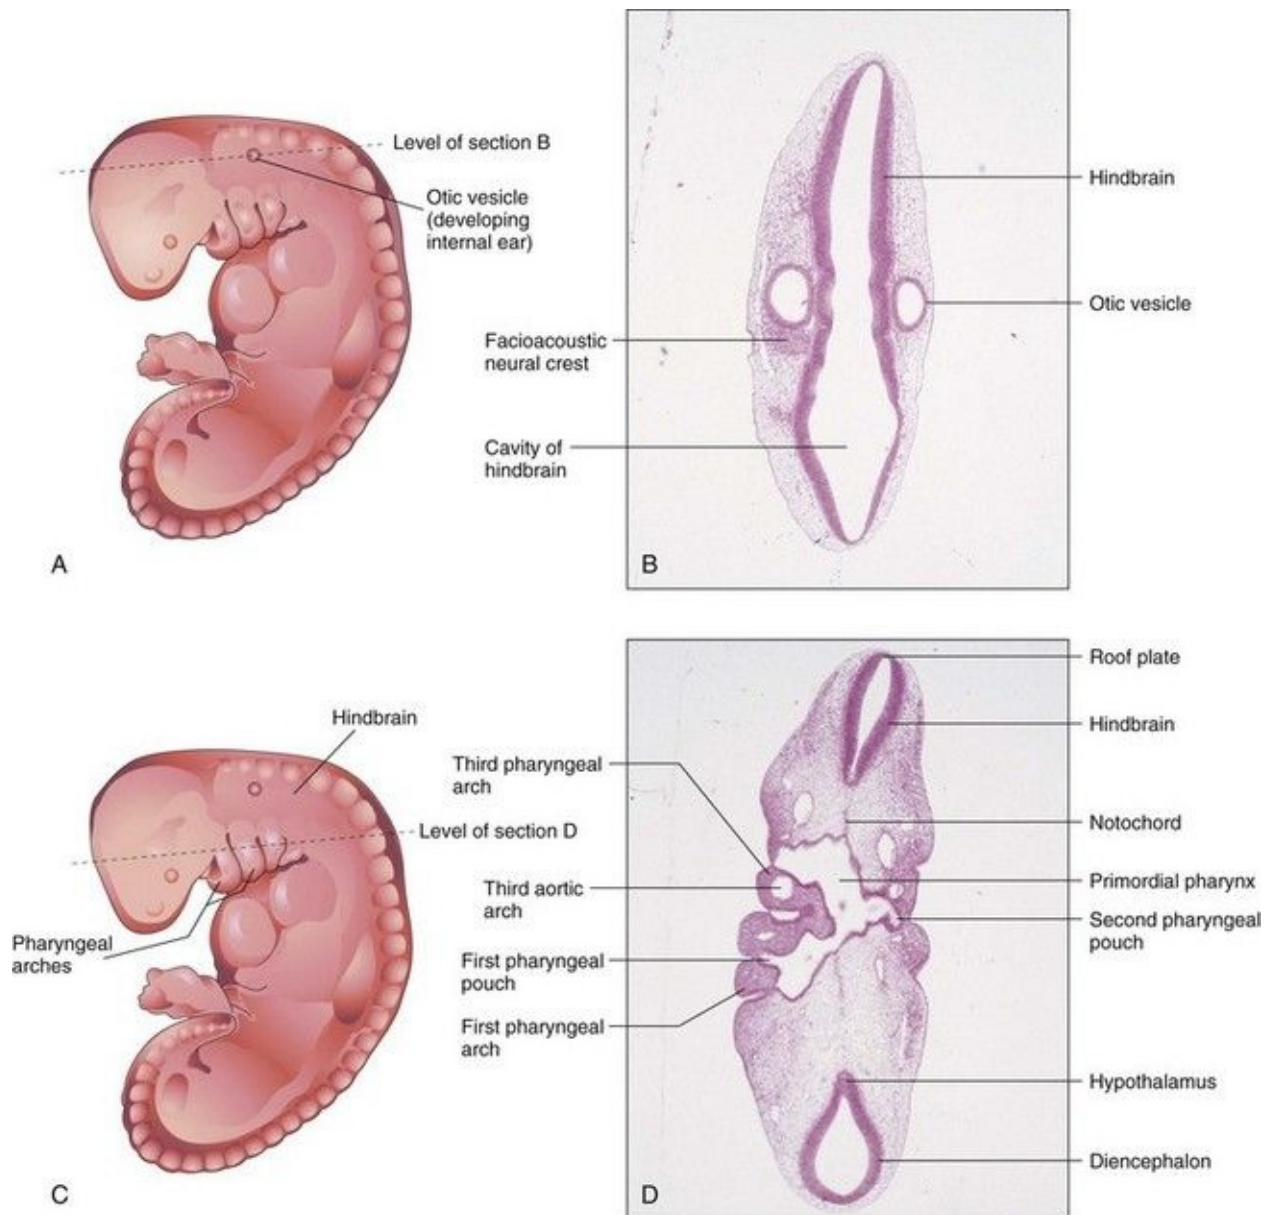 Level of section B
Otic vesicle
(developing
internal ear)
A
Hindbrain
Otic vesicle
Facioacoustic
neural crest
Cavity of
hindbrain
B
Hindbrain
Level of section D
Pharyngeal
arches
C
Roof plate
Hindbrain
Third pharyngeal
arch
Notochord
Third aortic
arch
Primordial pharynx
Second pharyngeal
pouch
First pharyngeal
pouch
First pharyngeal
arch
Hypothalamus
Diencephalon
D